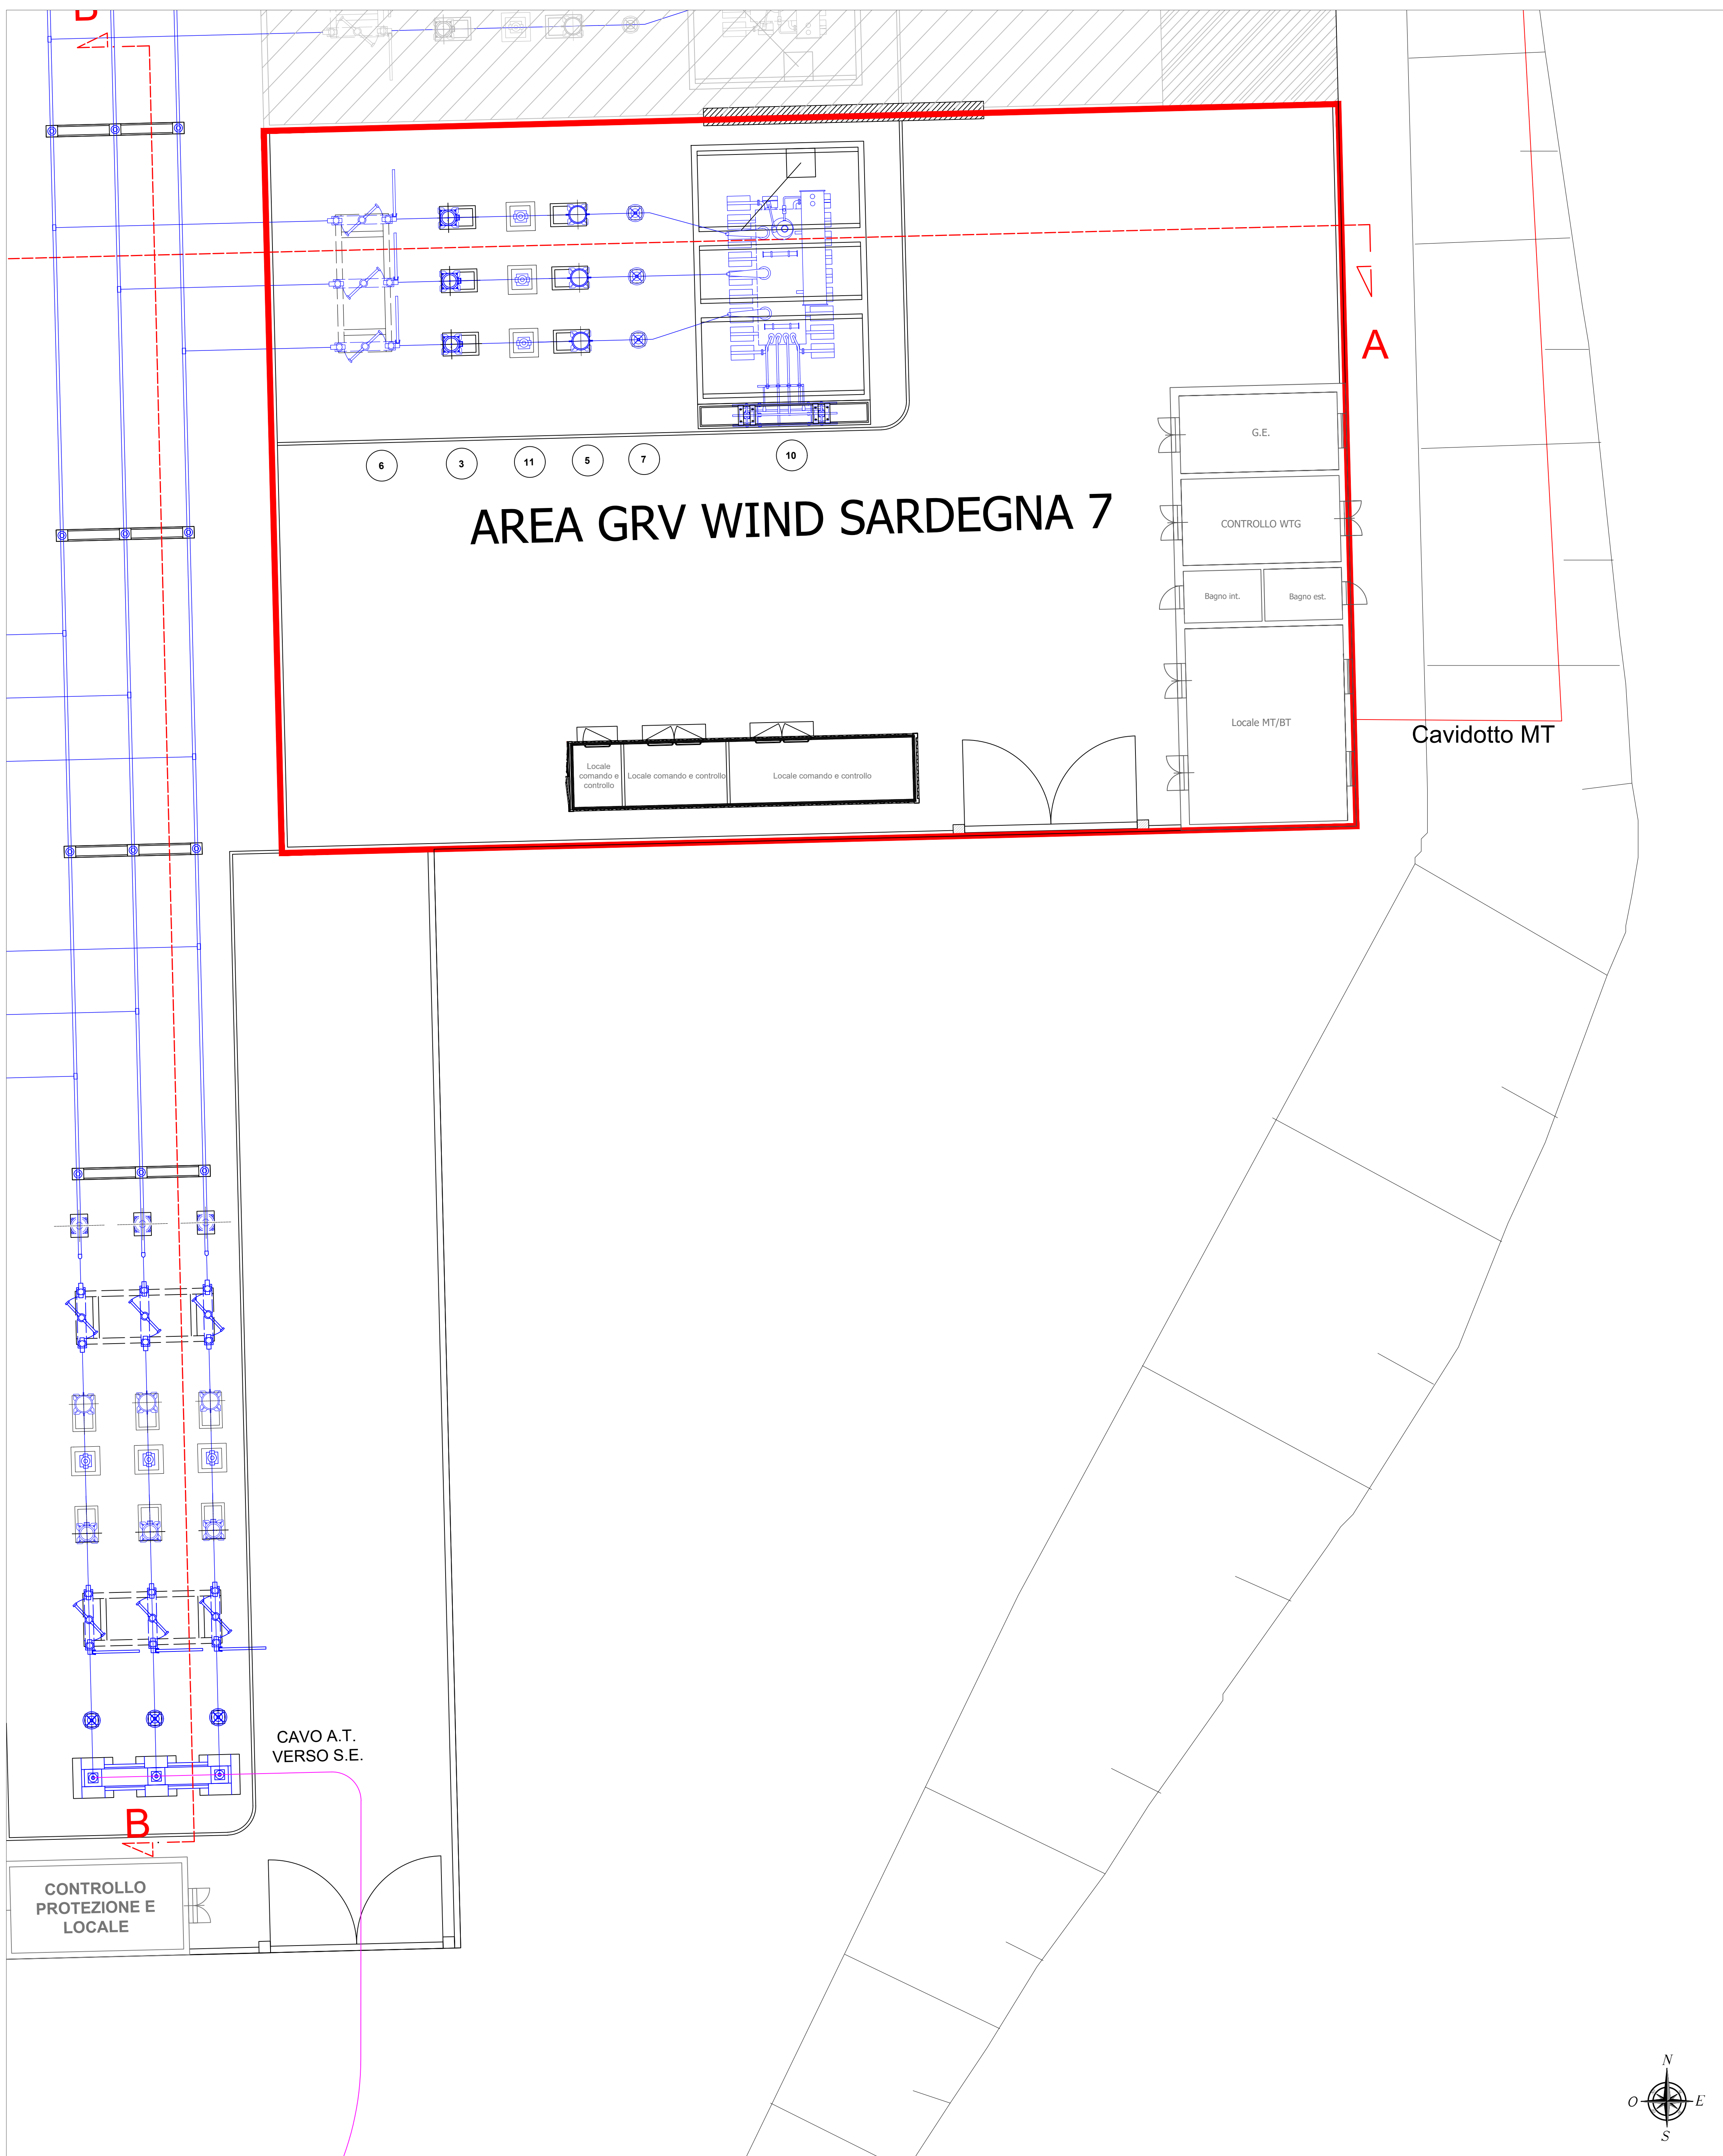 B
A
G.E.
6
3
11
5
7
10
AREA GRV WIND SARDEGNA 7
CONTROLLO WTG
Bagno int.
Bagno est.
Locale MT/BT
Cavidotto MT
Locale
comando e
controllo
Locale comando e controllo
Locale comando e controllo
CAVO A.T.
VERSO S.E.
B
CONTROLLO
PROTEZIONE E
LOCALE
N
O
E
S